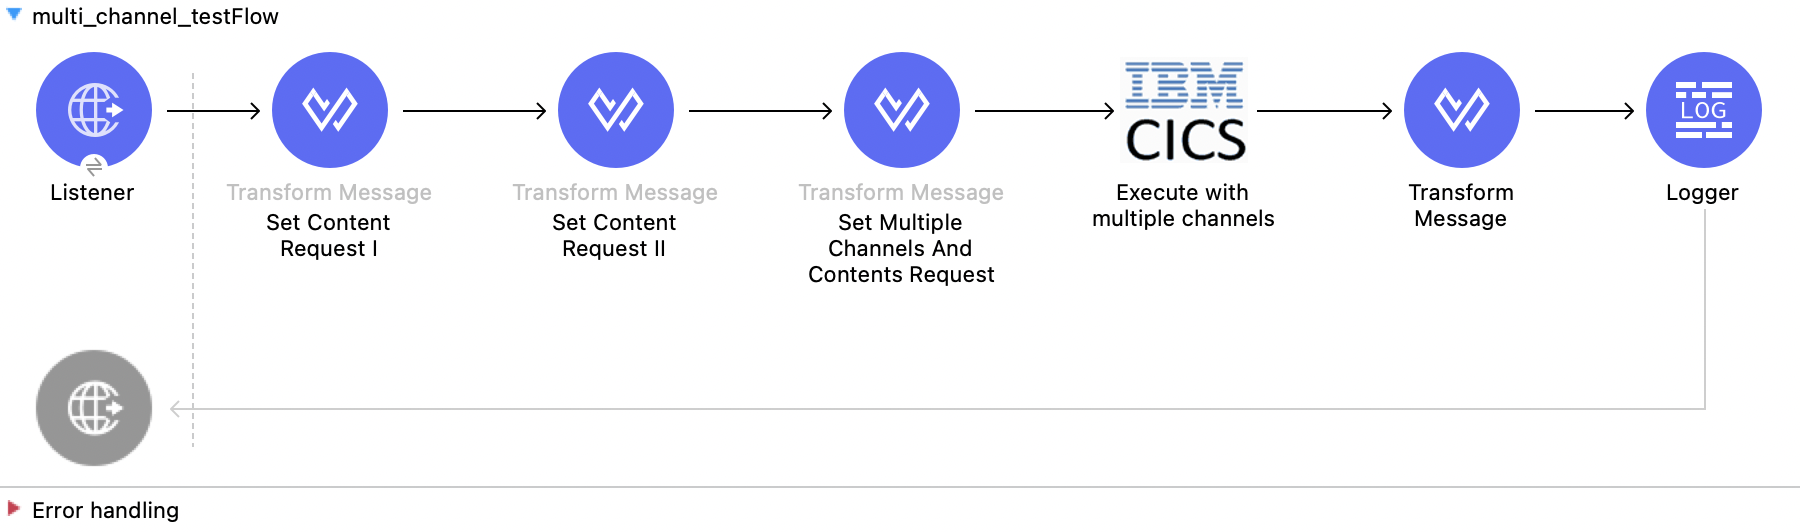 multi_channel_testFlow
IBM
CICS
LOG
Listener
Transform Message
Set Content
Request I
Transform Message
Set Content
Request II
Transform Message
Set Multiple
Channels And
Contents Request
Execute with
multiple channels
Transform
Message
Logger
Error handling